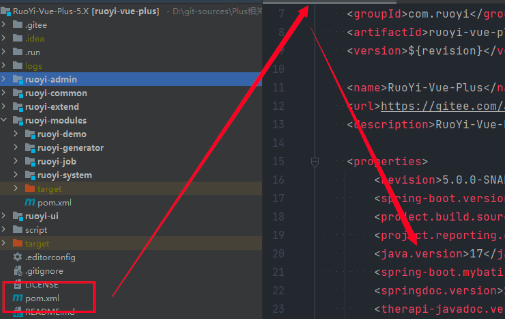 RuoYi-Vue-Plus-5.X [ruoyi-vue-plus] D:\git-sources\Plus相关
.gitee
.idea
.run
logs
ruoyi-admin
ruoyi-common
ruoyi-extend
ruoyi-modules
ruoyi-demo
ruoyi-generator
ruoyi-job
ruoyi-system
target
pom.xml
ruoyi-ui
script
target
.editorconfig
.gitignore
LICENSE
pom.xml
README.md
7 <groupId>com.ruoyi</gro
8 <artifactId>ruoyi-vue-p
9 <version>${revision}</v
10
11 <name>RuoYi-Vue-Plus</n
12 <url>https://gitee.com/
13 <description>RuoYi-Vue-
14
15 <properties>
16 <revision>5.0.0-SNA
17 <spring-boot.version
18 <project.build.sour
19 <project.reporting.
20 <java.version>17</j
21 <spring-boot.mybati
22 <springdoc.version>
23 <therapi-javadoc.ve